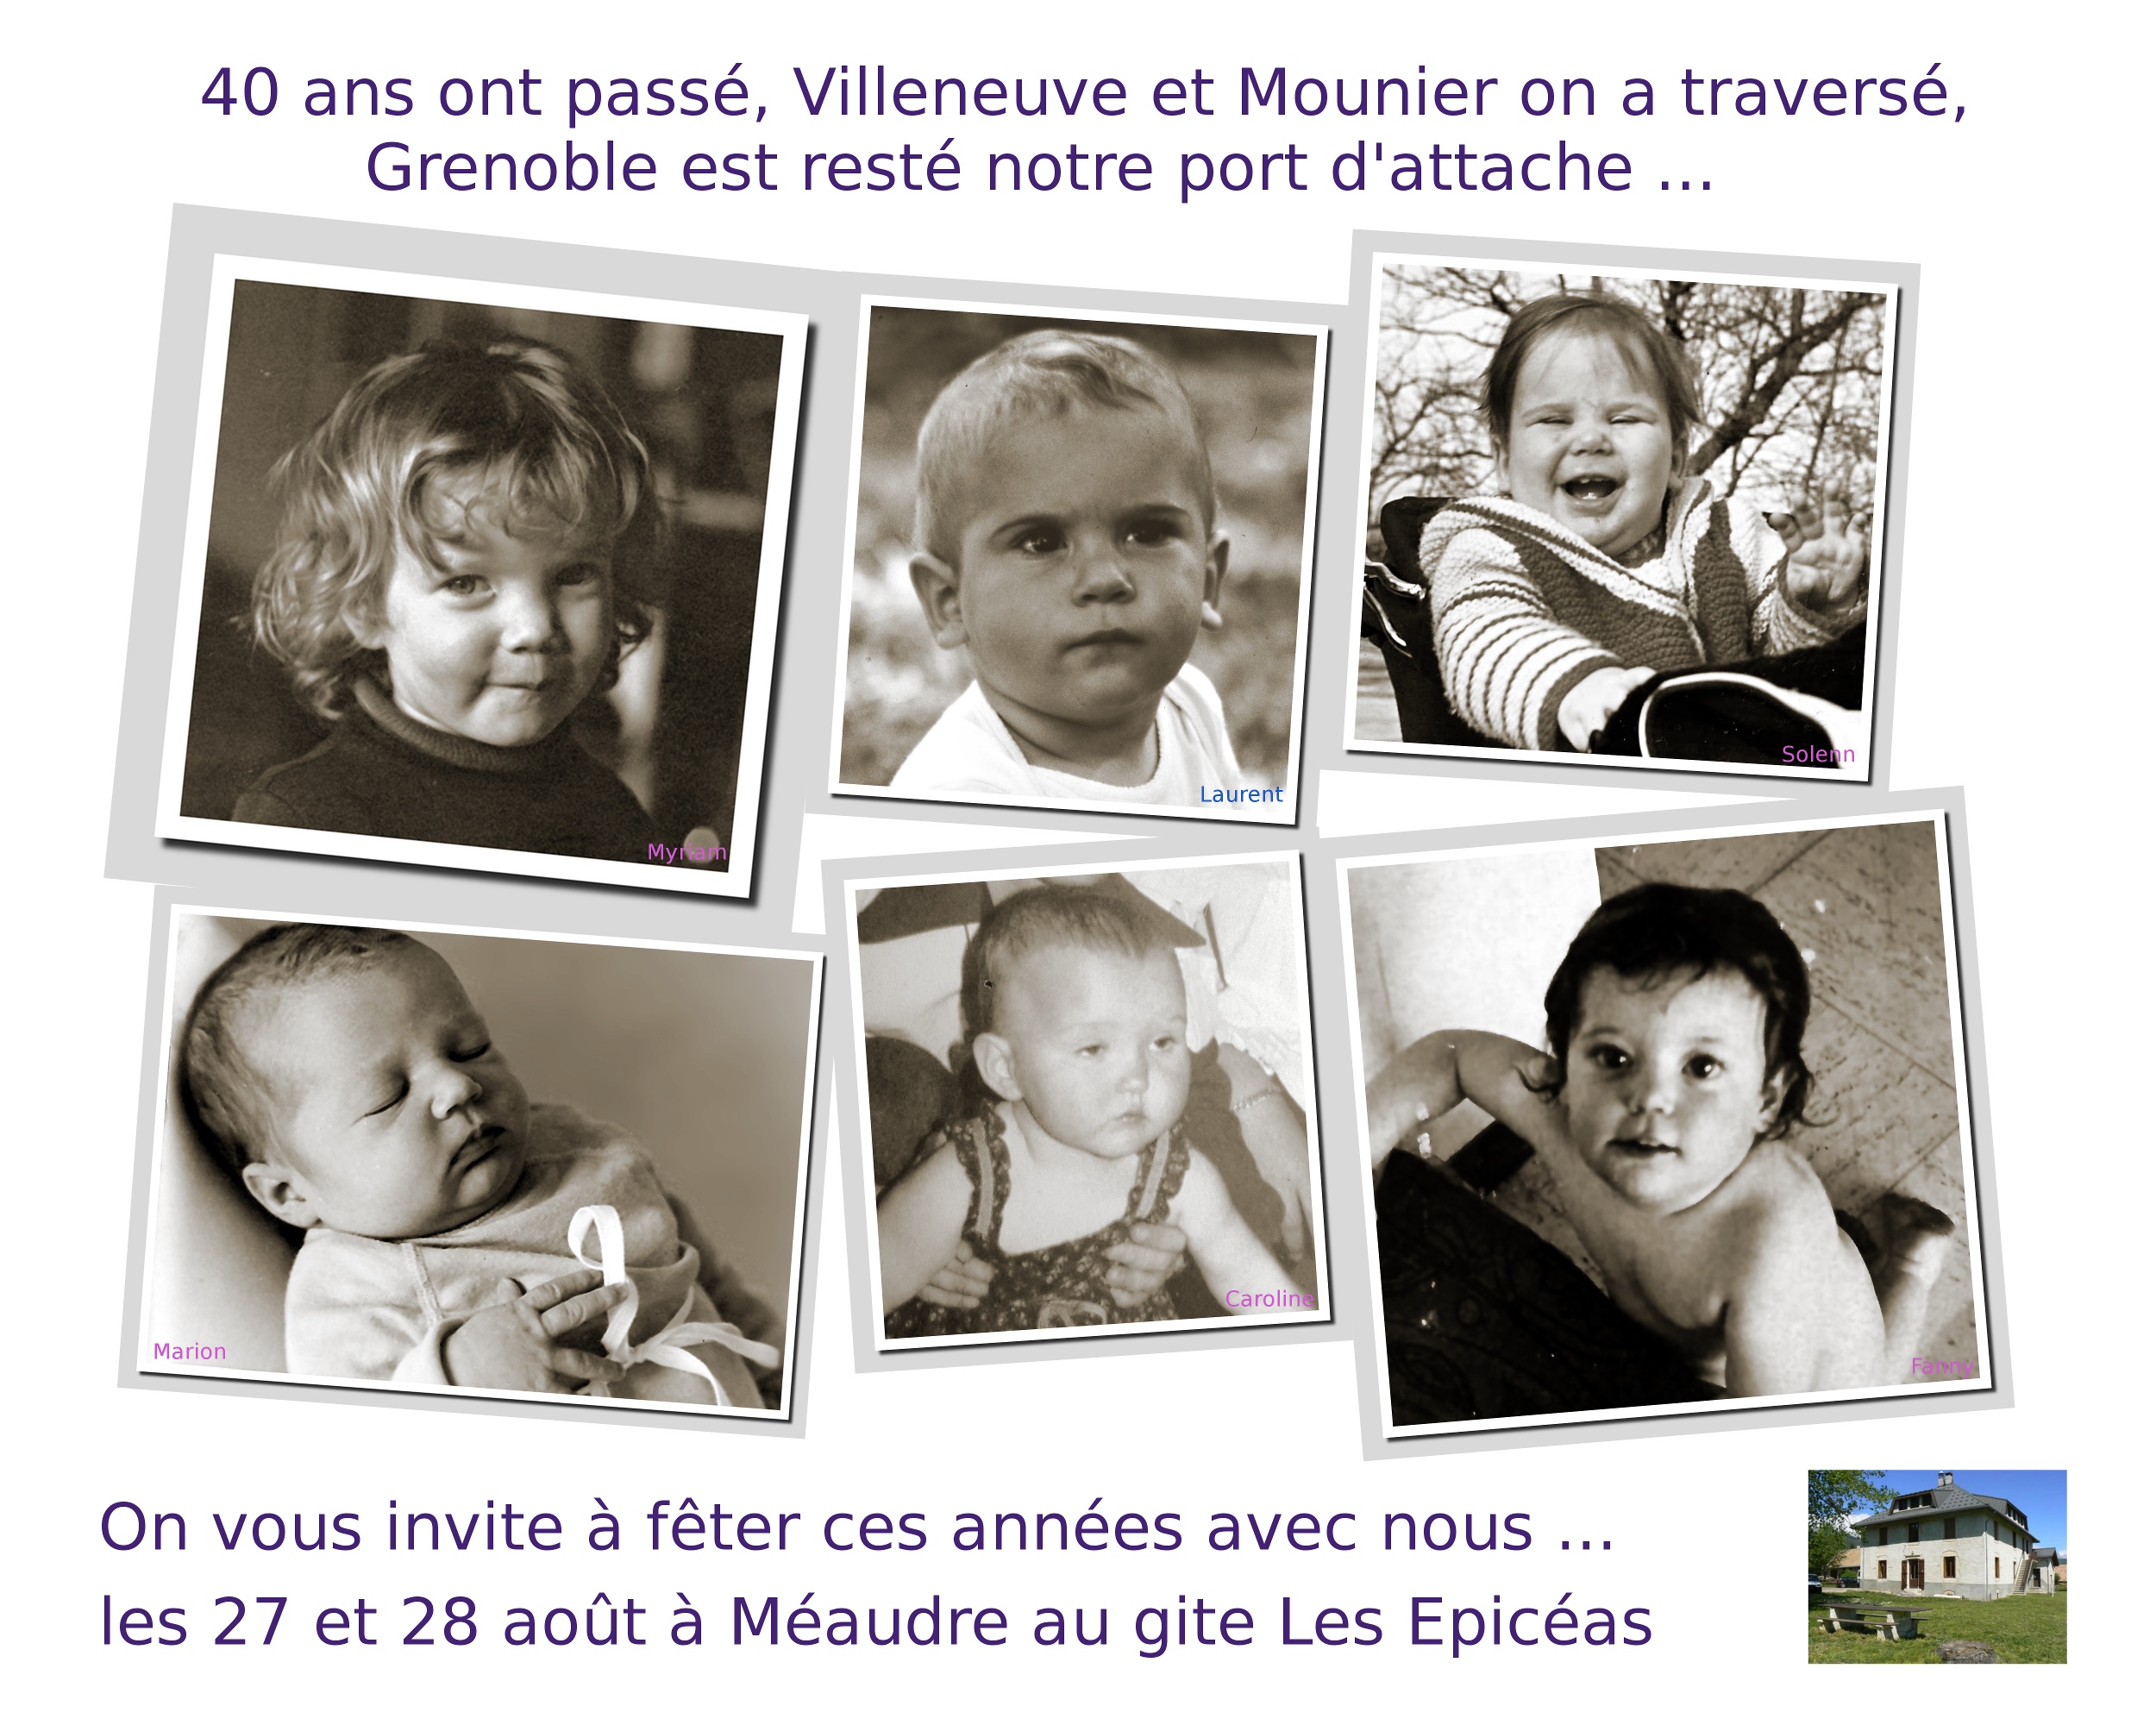 40 ans ont passé, Villeneuve et Mounier on a traversé,
Grenoble est resté notre port d'attache ...
Myriam
Laurent
Solenn
Marion
Caroline
Fanny
On vous invite à fêter ces années avec nous ...
les 27 et 28 août à Méaudre au gite Les Epicéas